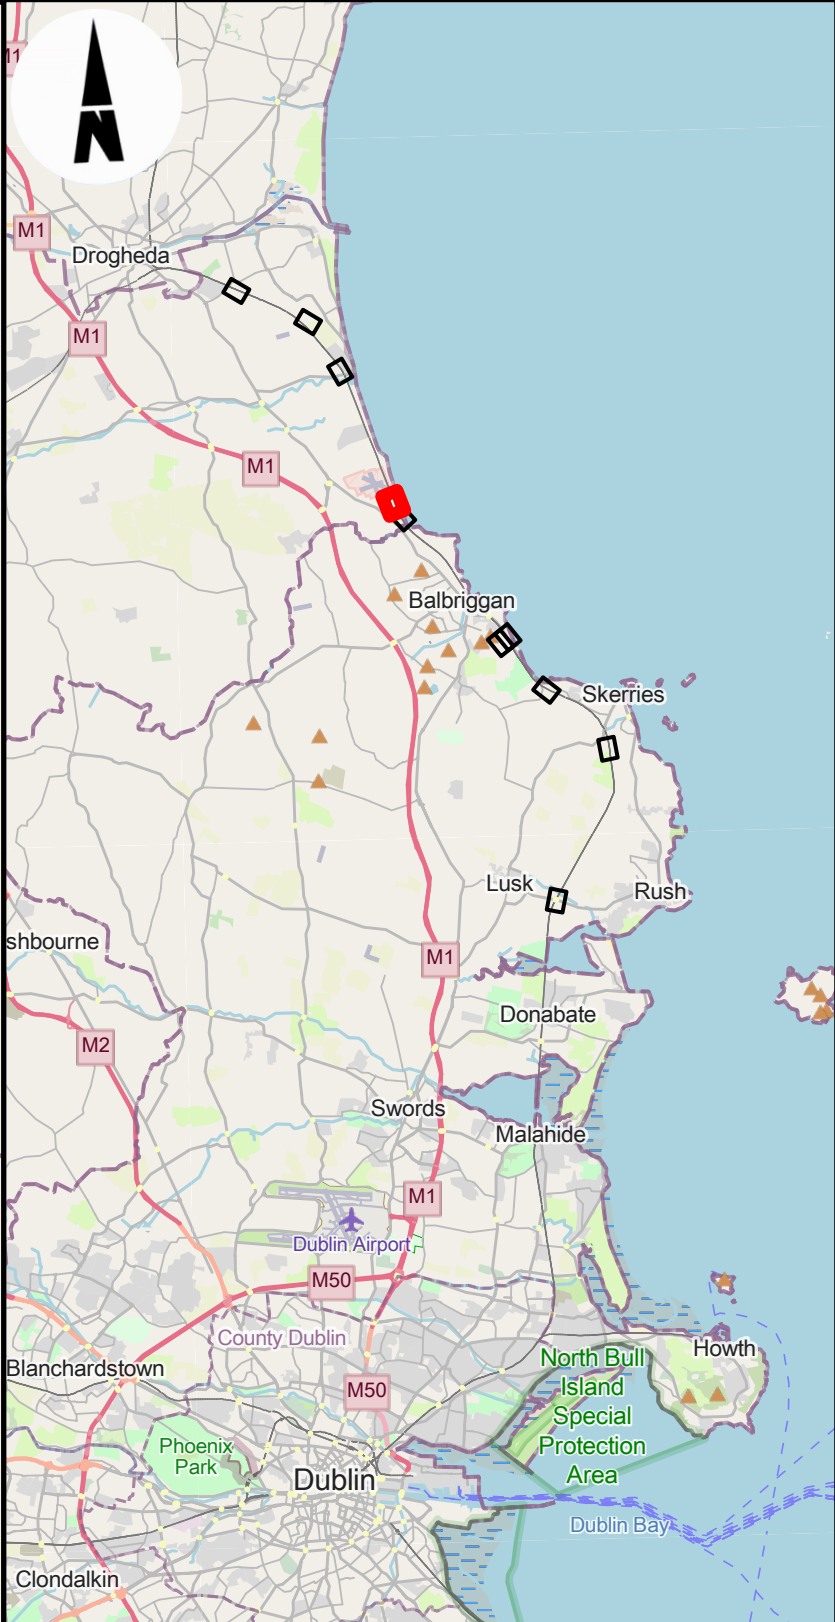 M1
N
M1
Drogheda
M1
M1
Balbriggan
Skerries
Lusk
Rush
shbourne
M1
Donabate
M2
Swords
Malahide
M1
Dublin Airport
M50
County Dublin
Howth
North Bull
Island
Special
Protection
Area
Blanchardstown
M50
Phoenix
Park
Dublin
Dublin Bay
Clondalkin